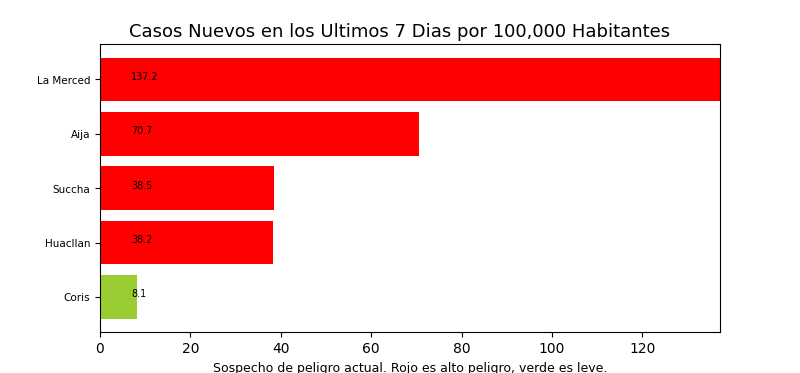 Casos Nuevos en los Ultimos 7 Dias por 100,000 Habitantes
La Merced 137.2
Aija 70.7
Succha 38.5
Huacllan 38.2
Coris 8.1
0 20 40 60 80 100 120
Sospecho de peligro actual. Rojo es alto peligro, verde es leve.